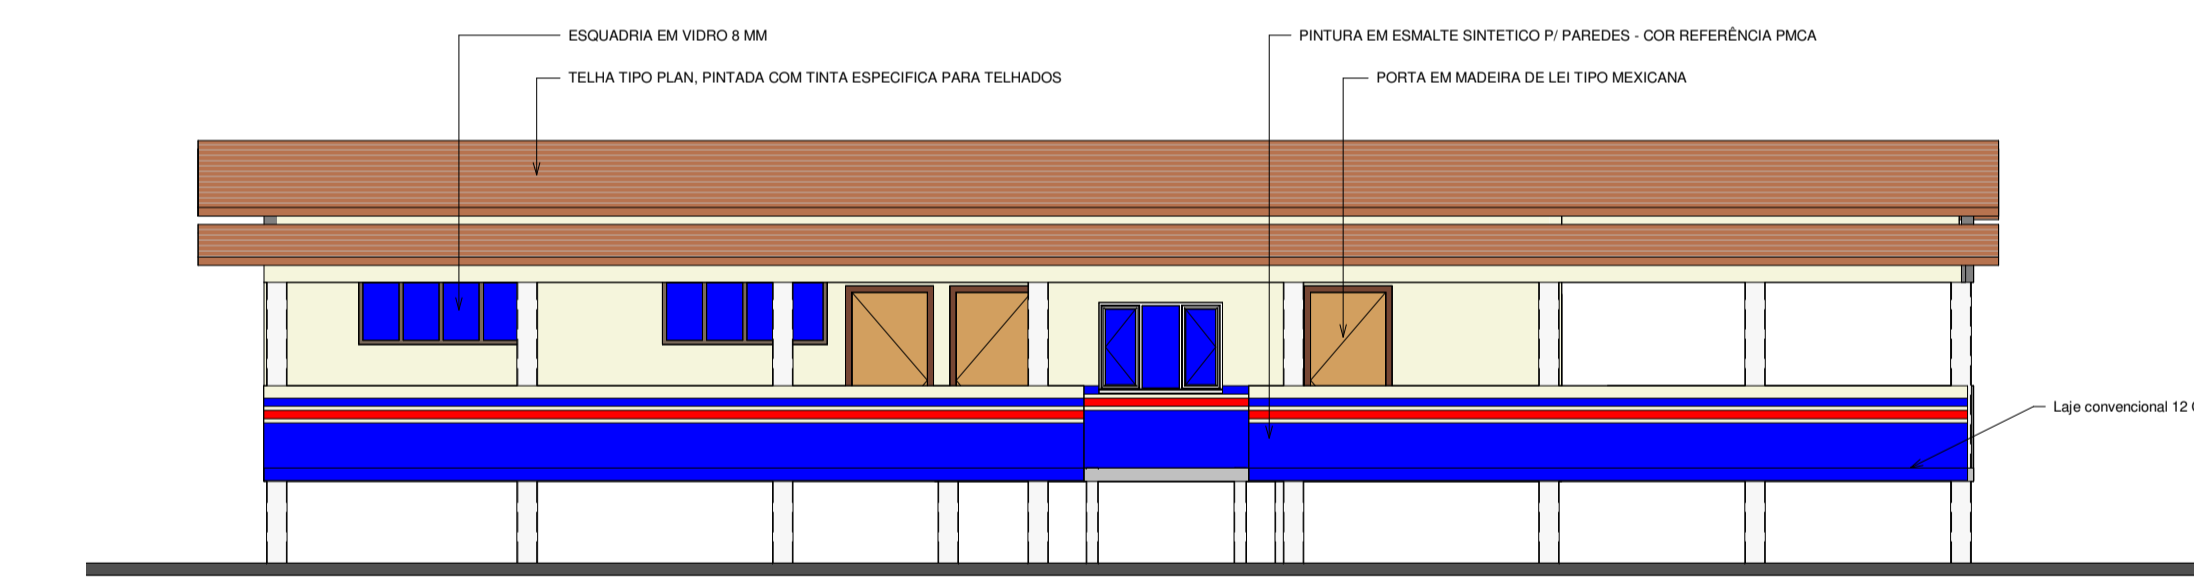 ESQUADRIA EM VIDRO 8 MM
PINTURA EM ESMALTE SINTETICO P/ PAREDES - COR REFERÊNCIA PMCA
TELHA TIPO PLAN, PINTADA COM TINTA ESPECIFICA PARA TELHADOS
PORTA EM MADEIRA DE LEI TIPO MEXICANA
Laje convencional 12